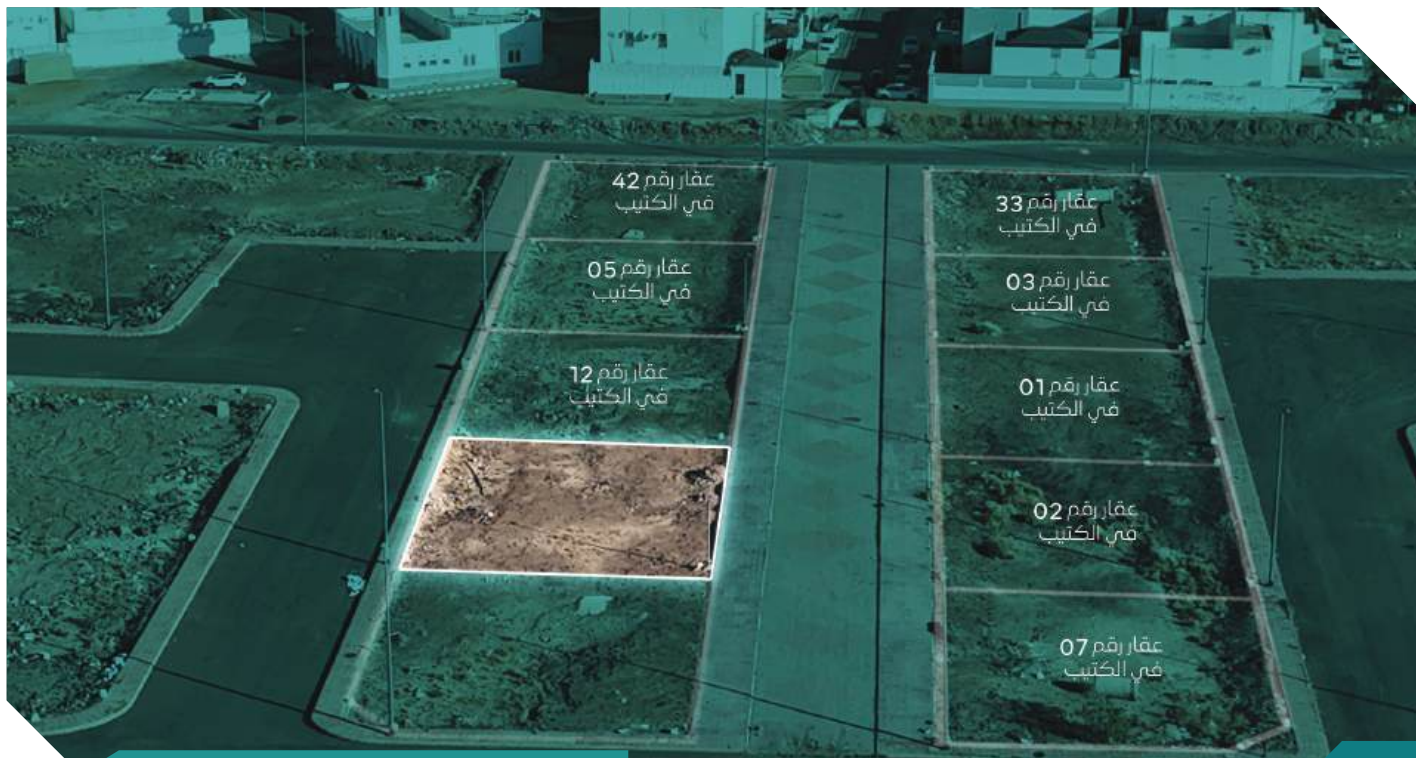 عقار رقم 42
في الكتيب
عقار رقم 33
في الكتيب
عقار رقم 05
في الكتيب
عقار رقم 03
في الكتيب
عقار رقم 12
في الكتيب
عقار رقم 01
في الكتيب
عقار رقم 02
في الكتيب
عقار رقم 07
في الكتيب